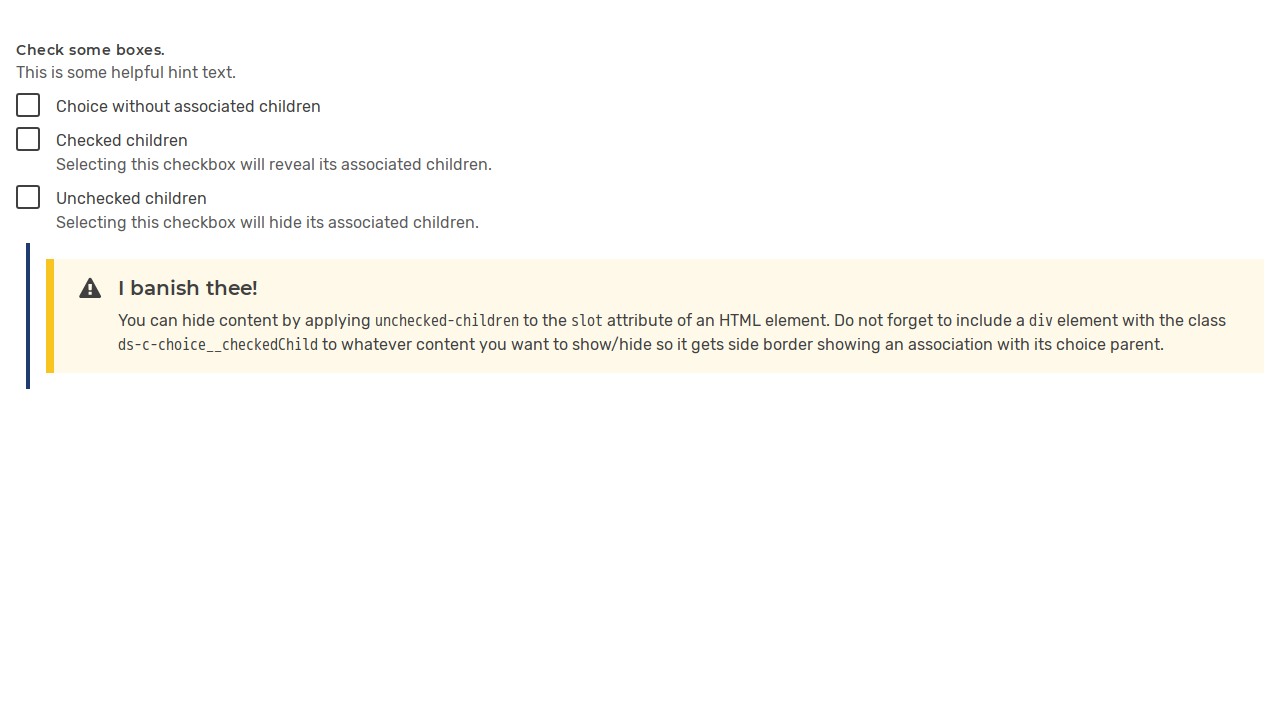 Check some boxes.
This is some helpful hint text.
Choice without associated children
Checked children
Selecting this checkbox will reveal its associated children.
Unchecked children
Selecting this checkbox will hide its associated children.
I banish thee!
You can hide content by applying unchecked-children to the slot attribute of an HTML element. Do not forget to include a div element with the class
ds-c-choice__checkedChild to whatever content you want to show/hide so it gets side border showing an association with its choice parent.